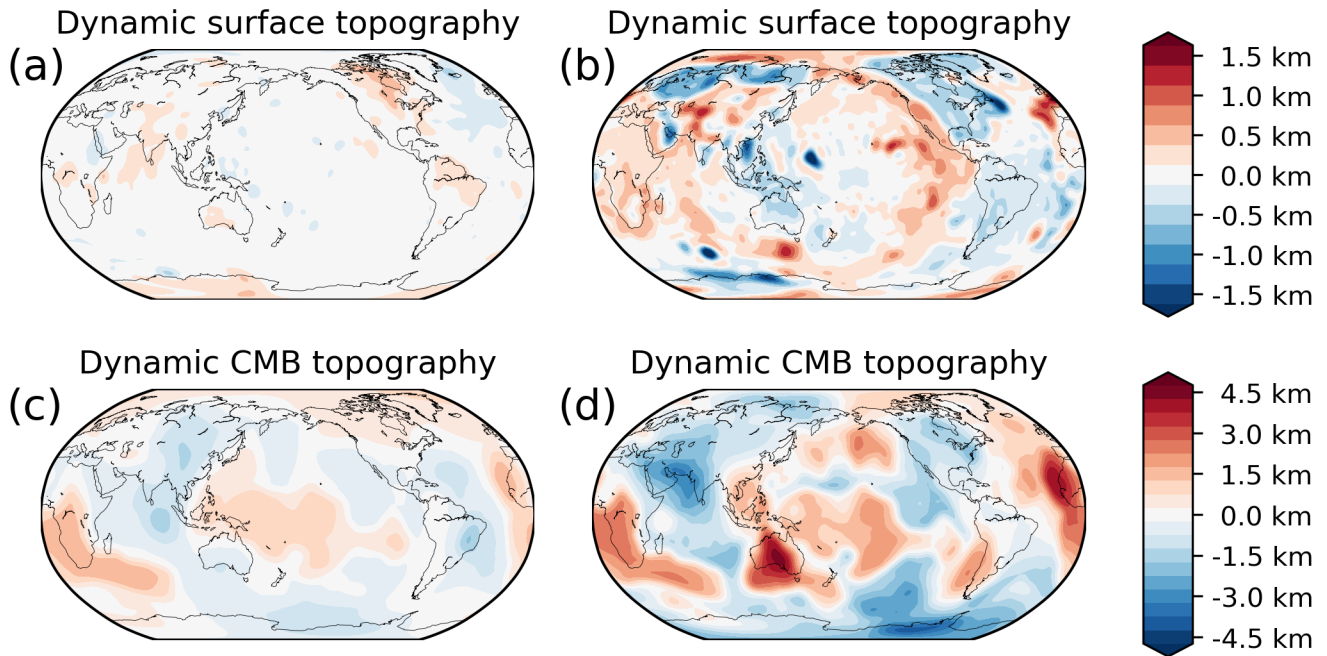 Dynamic surface topography
Dynamic surface topography
(a)
(b)
1.5 km
1.0 km
0.5 km
0.0 km
-0.5 km
-1.0 km
-1.5 km
Dynamic CMB topography
Dynamic CMB topography
(c)
(d)
4.5 km
3.0 km
1.5 km
0.0 km
-1.5 km
-3.0 km
-4.5 km